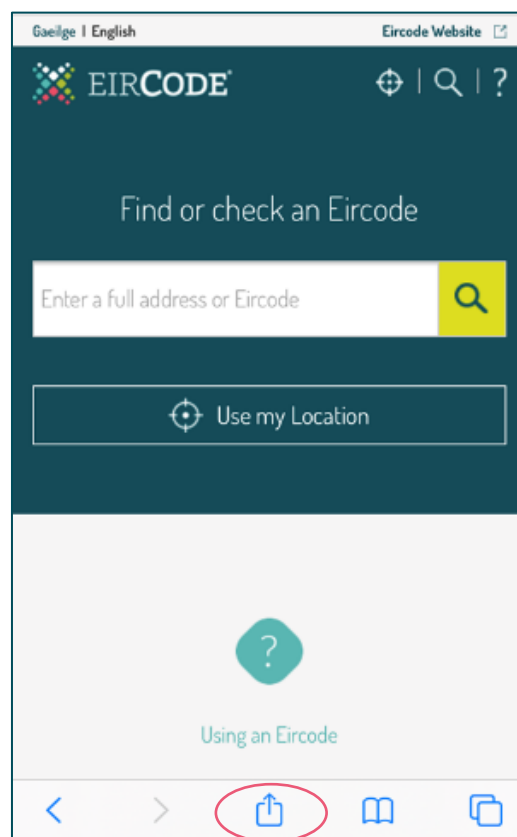 Gaeilge | English Eircode Website
EIRCODE
Find or check an Eircode
Enter a full address or Eircode
Use my Location
?
Using an Eircode